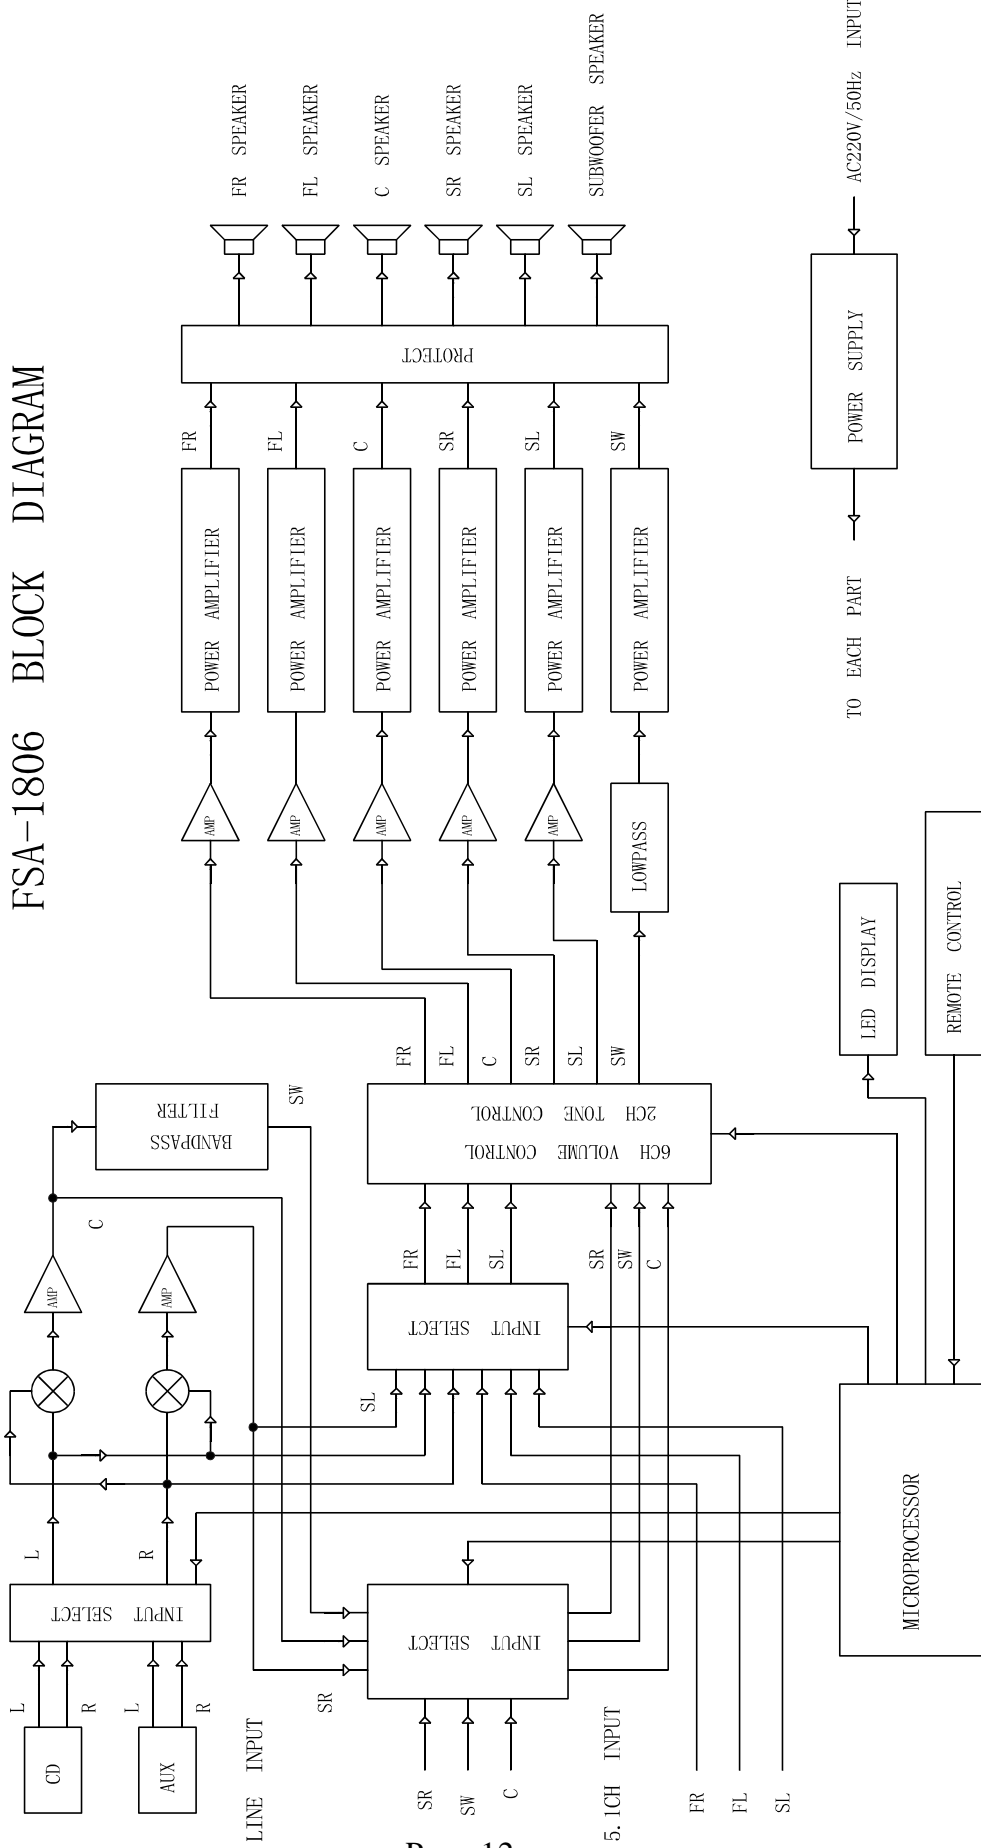 FSA-1806 BLOCK DIAGRAM
CD
AUX
L
R
L
R
LINE INPUT
INPUT SELECT
L
R
AMP
AMP
C
BANDPASS
FILTER
SW
SR
SL
SR
SW
C
5.1CH INPUT
FR
FL
SL
INPUT SELECT
INPUT SELECT
FR
FL
SL
SR
SW
C
6CH VOLUME CONTROL
2CH TONE CONTROL
FR
FL
C
SR
SL
SW
AMP
AMP
AMP
AMP
AMP
LOWPASS
POWER AMPLIFIER
POWER AMPLIFIER
POWER AMPLIFIER
POWER AMPLIFIER
POWER AMPLIFIER
POWER AMPLIFIER
FR
FL
C
SR
SL
SW
PROTECT
FR SPEAKER
FL SPEAKER
C SPEAKER
SR SPEAKER
SL SPEAKER
SUBWOOFER SPEAKER
MICROPROCESSOR
LED DISPLAY
REMOTE CONTROL
TO EACH PART
POWER SUPPLY
AC220V/50Hz INPUT